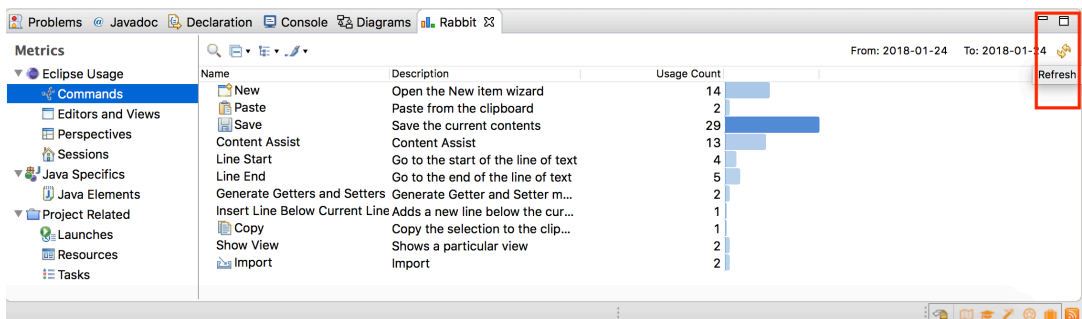 Problems @ Javadoc Declaration Console Diagrams Rabbit
Metrics
From: 2018-01-24 To: 2018-01-24
Refresh
Eclipse Usage
Commands
Editors and Views
Perspectives
Sessions
Java Specifics
Java Elements
Project Related
Launches
Resources
Tasks
Name Description Usage Count
New Open the New item wizard 14
Paste Paste from the clipboard 2
Save Save the current contents 29
Content Assist Content Assist 13
Line Start Go to the start of the line of text 4
Line End Go to the end of the line of text 5
Generate Getters and Setters Generate Getter and Setter m... 2
Insert Line Below Current Line Adds a new line below the cur... 1
Copy Copy the selection to the clip... 1
Show View Shows a particular view 2
Import Import 2